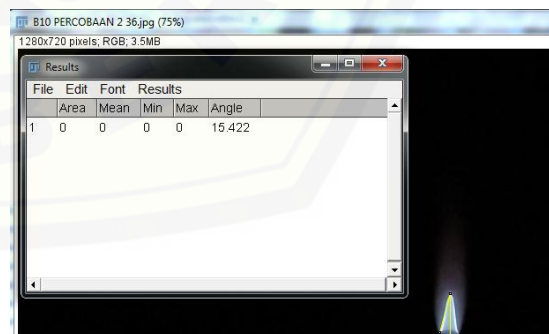 B10 PERCOBAAN 2 36.jpg (75%)
1280x720 pixels; RGB; 3.5MB
Results
File Edit Font Results
Area Mean Min Max Angle
1 0 0 0 0 15.422